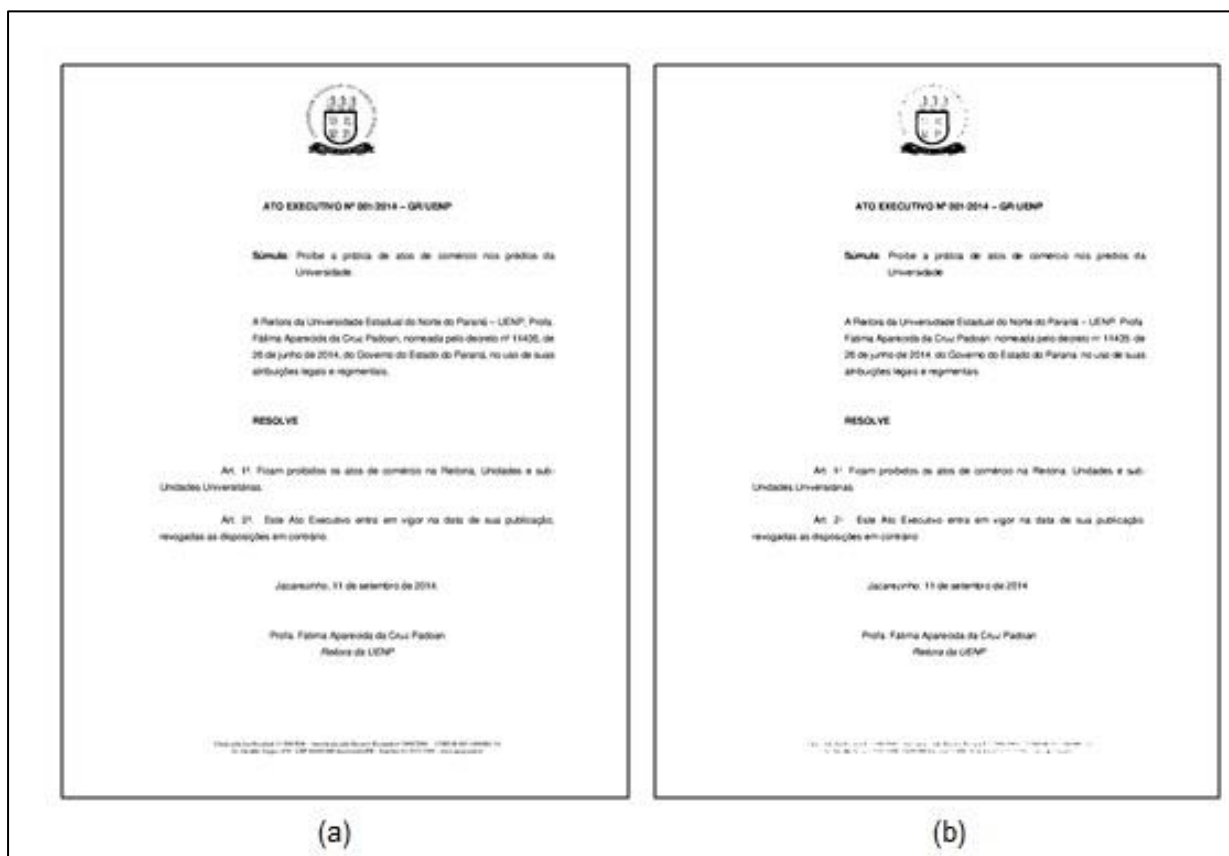 ATO EXECUTIVO Nº 001/2014 – GR/UENP
Súmula: Proíbe a prática de atos de comércio nos prédios da
Universidade.
A Reitora da Universidade Estadual do Norte do Paraná – UENP, Profa.
Fátima Aparecida da Cruz Padoan, nomeada pelo decreto nº 11435, de
26 de junho de 2014, do Governo do Estado do Paraná, no uso de suas
atribuições legais e regimentais,
RESOLVE
Art. 1º. Ficam proibidos os atos de comércio na Reitoria, Unidades e sub-
Unidades Universitárias.
Art. 2º. Este Ato Executivo entra em vigor na data de sua publicação,
revogadas as disposições em contrário.
Jacarezinho, 11 de setembro de 2014.
Profa. Fátima Aparecida da Cruz Padoan
Reitora da UENP
(a)
ATO EXECUTIVO Nº 001/2014 – GR/UENP
Súmula Proíbe a prática de atos de comércio nos prédios da
Universidade
A Reitora da Universidade Estadual do Norte do Paraná – UENP Profa
Fátima Aparecida da Cruz Padoan nomeada pelo decreto nº 11435 de
26 de junho de 2014 do Governo do Estado do Paraná no uso de suas
atribuições legais e regimentais
RESOLVE
Art. 1º Ficam proibidos os atos de comércio na Reitoria, Unidades e sub-
Unidades Universitárias
Art. 2º Este Ato Executivo entra em vigor na data de sua publicação
revogadas as disposições em contrário
Jacarezinho, 11 de setembro de 2014
Profa. Fátima Aparecida da Cruz Padoan
Reitora da UENP
(b)